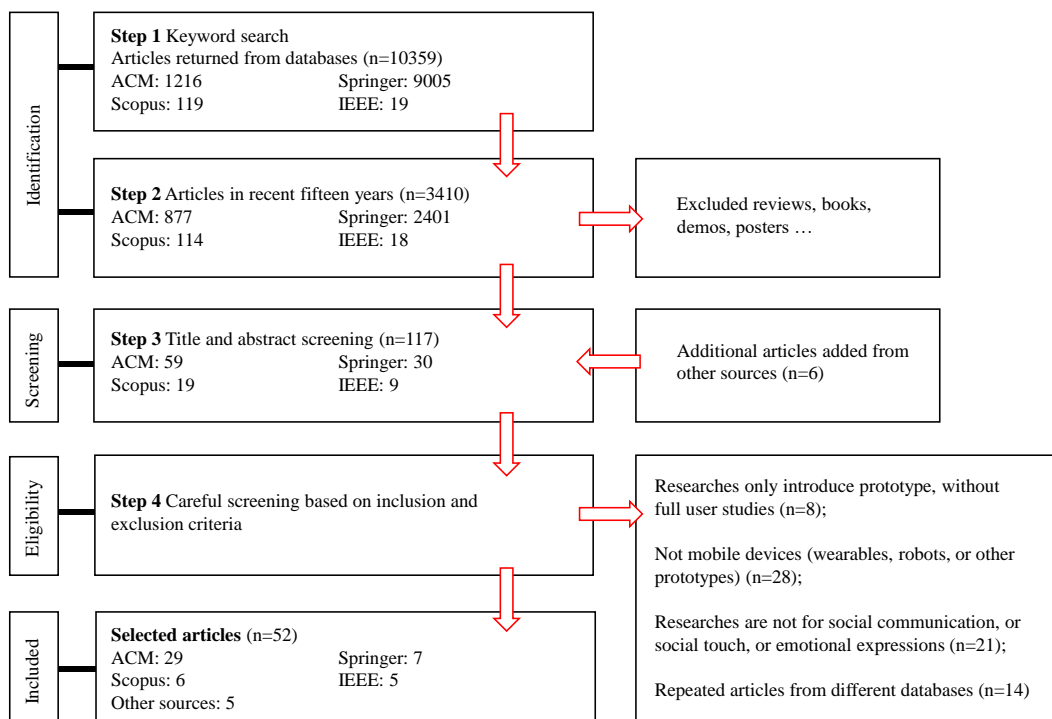 Identification
Step 1 Keyword search
Articles returned from databases (n=10359)
ACM: 1216 Springer: 9005
Scopus: 119 IEEE: 19
Step 2 Articles in recent fifteen years (n=3410)
ACM: 877 Springer: 2401
Scopus: 114 IEEE: 18
Excluded reviews, books,
demos, posters …
Screening
Step 3 Title and abstract screening (n=117)
ACM: 59 Springer: 30
Scopus: 19 IEEE: 9
Additional articles added from
other sources (n=6)
Eligibility
Step 4 Careful screening based on inclusion and
exclusion criteria
Researches only introduce prototype, without
full user studies (n=8);
Not mobile devices (wearables, robots, or other
prototypes) (n=28);
Researches are not for social communication, or
social touch, or emotional expressions (n=21);
Repeated articles from different databases (n=14)
Included
Selected articles (n=52)
ACM: 29 Springer: 7
Scopus: 6 IEEE: 5
Other sources: 5